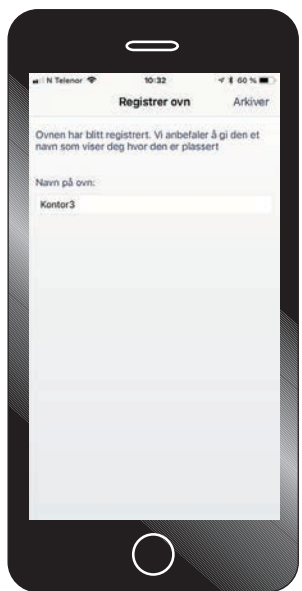 N Telenor 10:32 60 %
Registrer ovn Arkiver
Ovnen har blitt registrert. Vi anbefaler å gi den et
navn som viser deg hvor den er plassert
Navn på ovn:
Kontor3